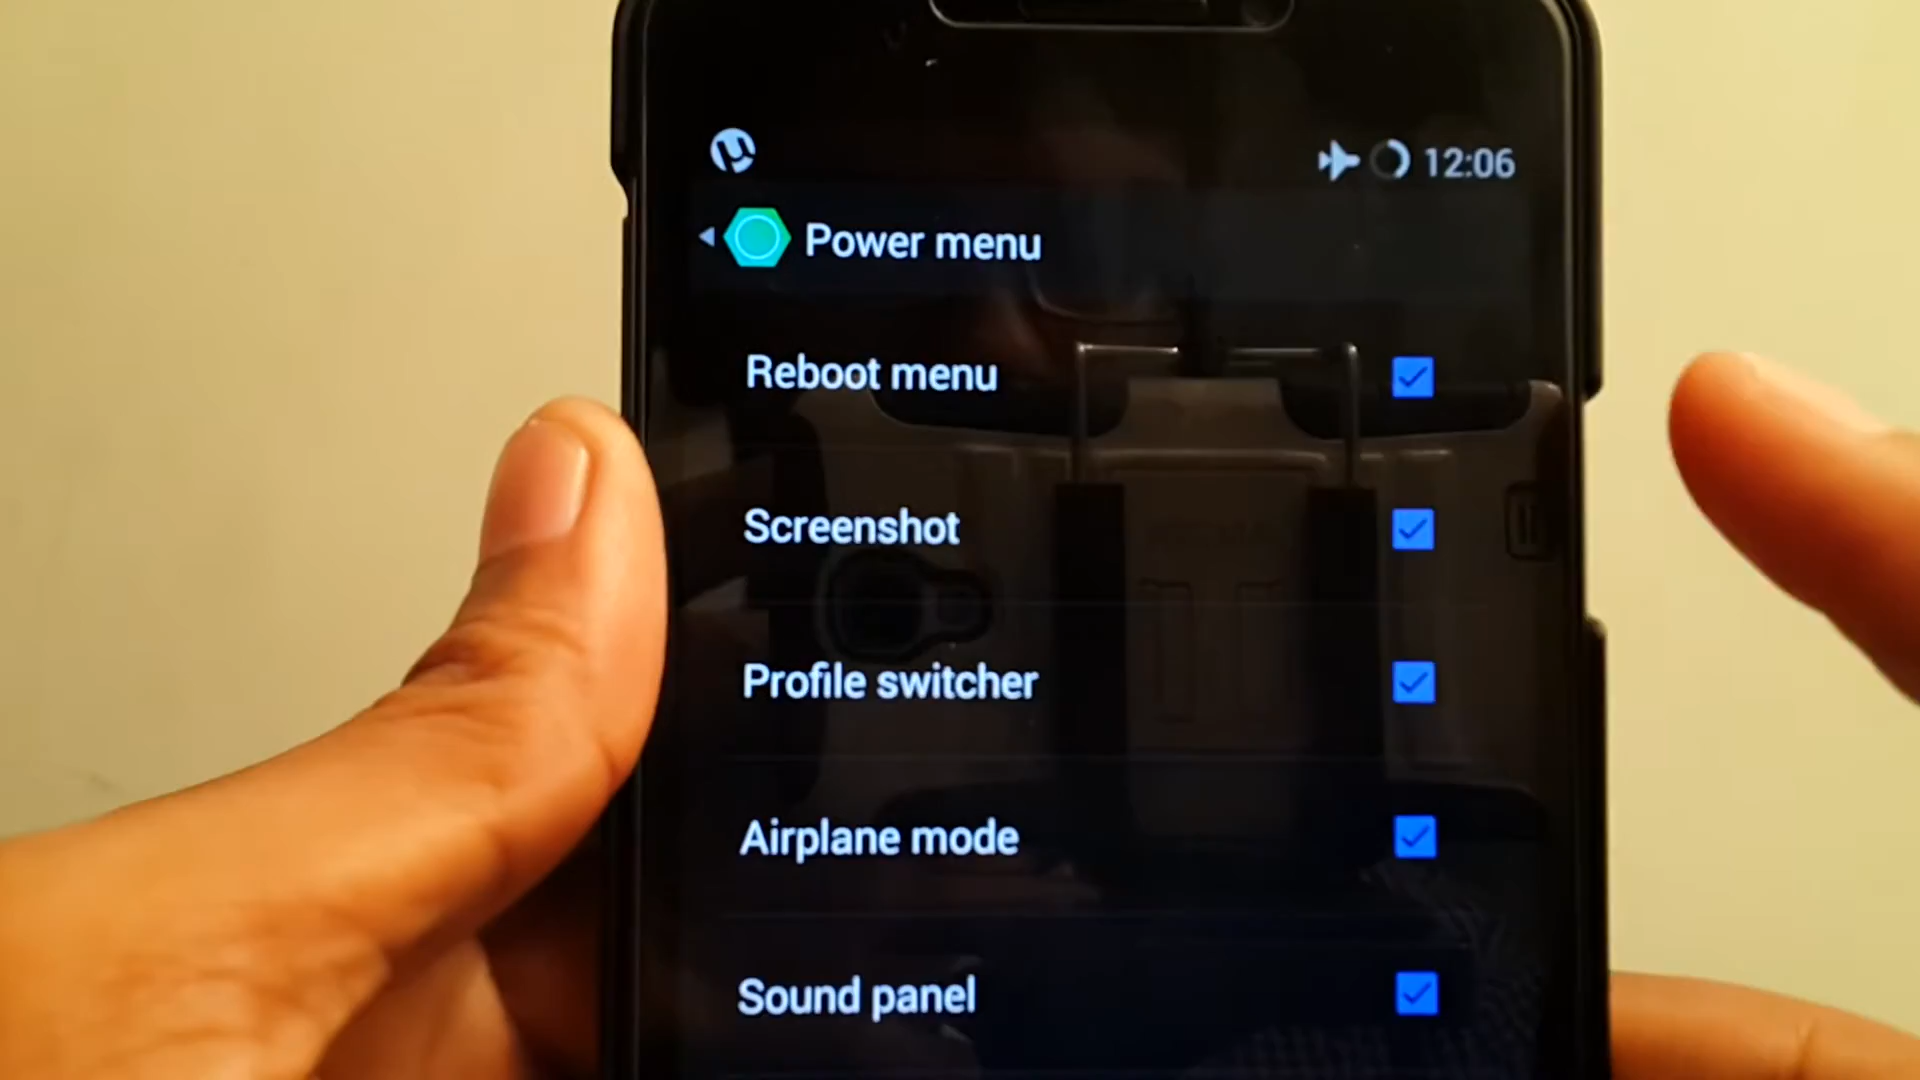 12:06
Power menu
Reboot menu
Screenshot
Profile switcher
Airplane mode
Sound panel